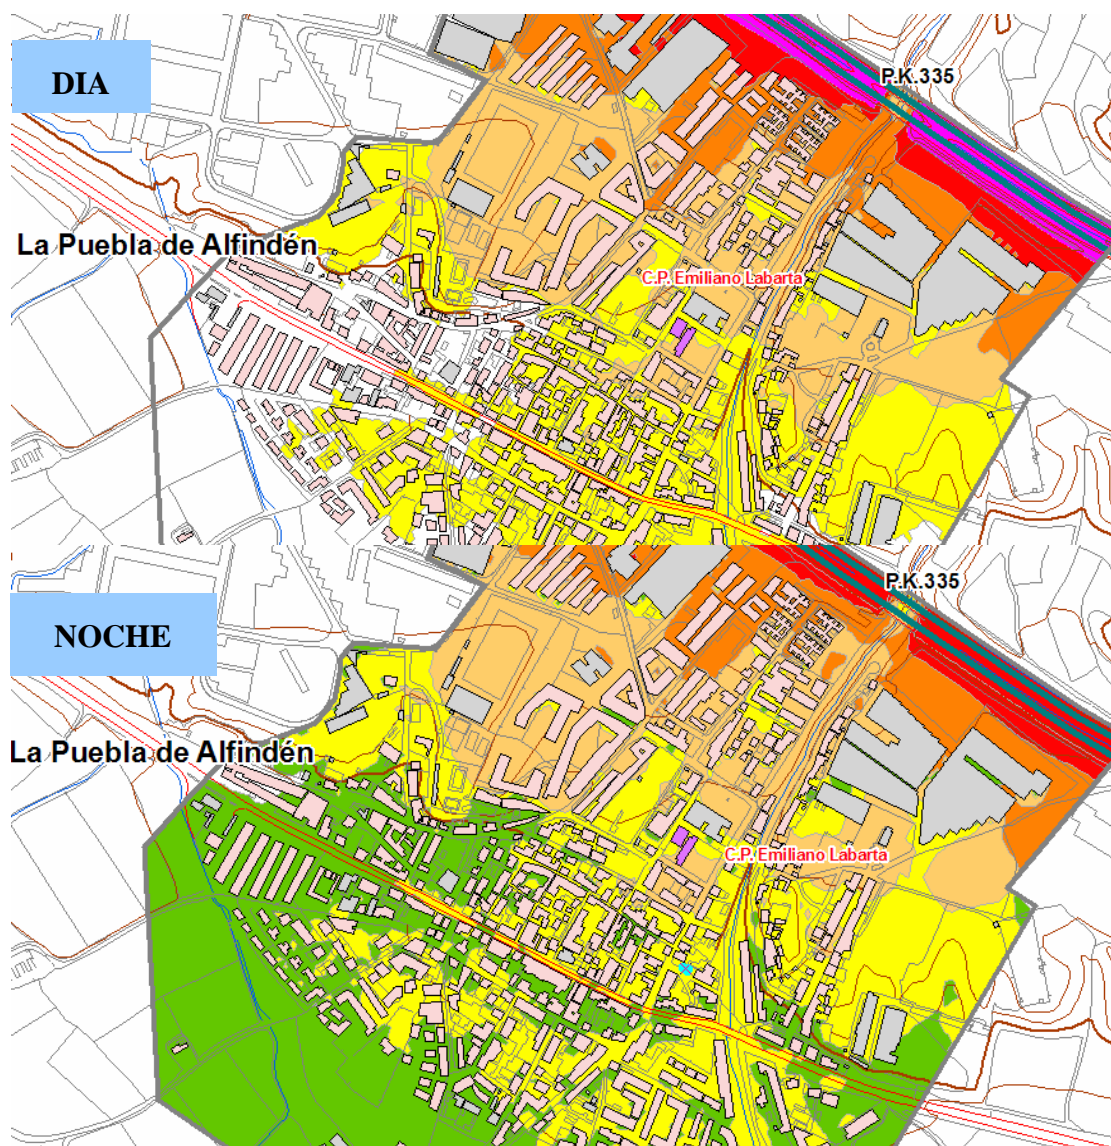 DIA
P.K.335
La Puebla de Alfindén
C.P. Emiliano Labarta
NOCHE
P.K.335
La Puebla de Alfindén
C.P. Emiliano Labarta